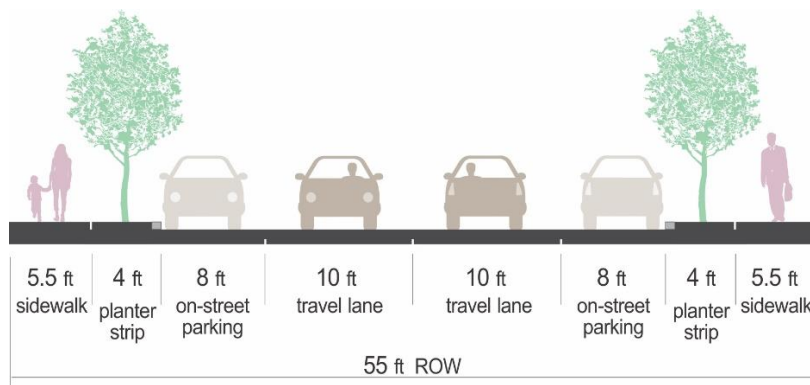 5.5 ft
sidewalk
4 ft
planter
strip
8 ft
on-street
parking
10 ft
travel lane
10 ft
travel lane
8 ft
on-street
parking
4 ft
planter
strip
5.5 ft
sidewalk
55 ft ROW